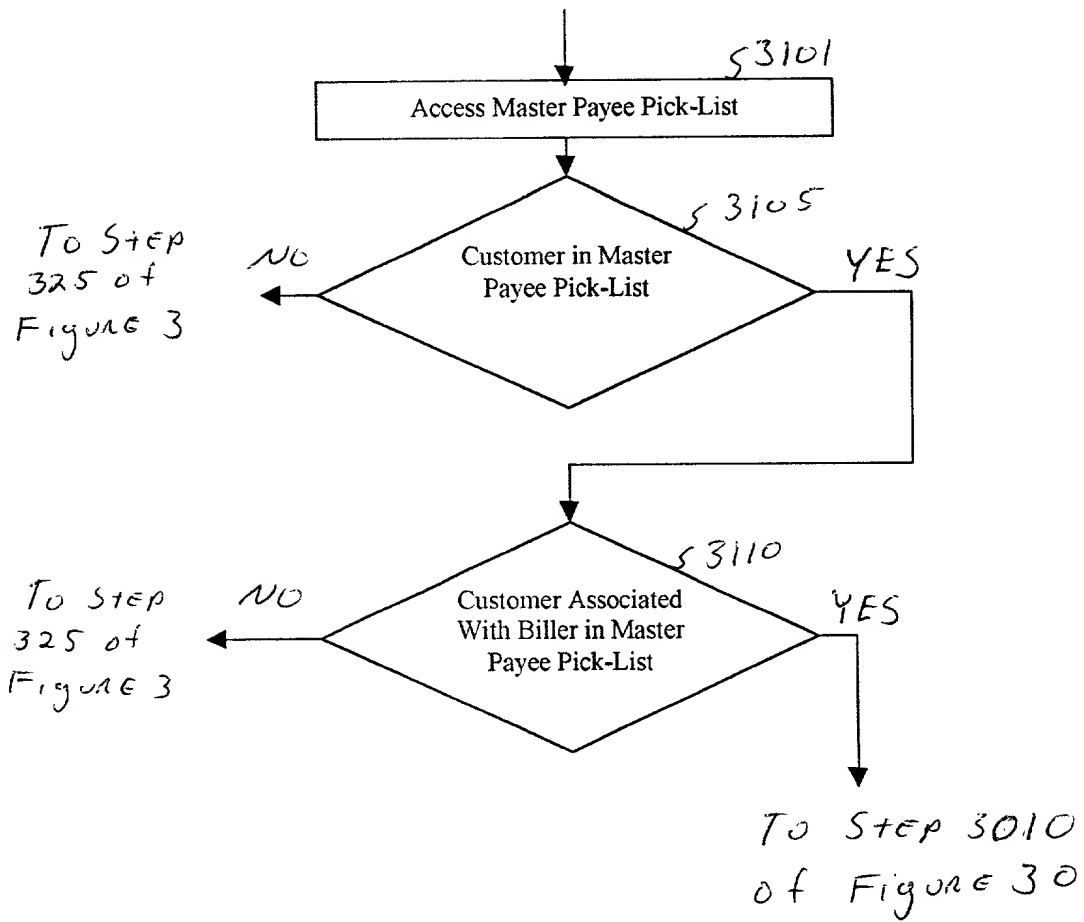 3101
Access Master Payee Pick-List
3105
Customer in Master
Payee Pick-List
NO
To Step
325 of
Figure 3
YES
3110
Customer Associated
With Biller in Master
Payee Pick-List
NO
To Step
325 of
Figure 3
YES
To Step 3010
of Figure 30